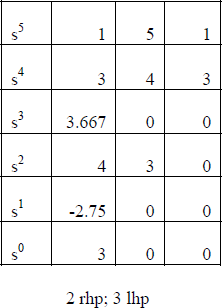 s⁵ 1 5 1
s⁴ 3 4 3
s³ 3.667 0 0
s² 4 3 0
s¹ -2.75 0 0
s⁰ 3 0 0
2 rhp; 3 lhp